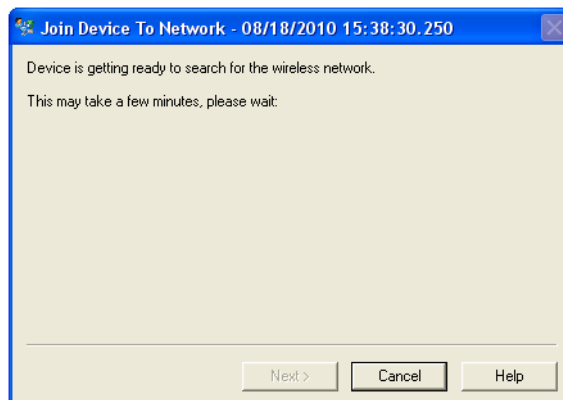 Join Device To Network - 08/18/2010 15:38:30.250
Device is getting ready to search for the wireless network.
This may take a few minutes, please wait:
Next > Cancel Help